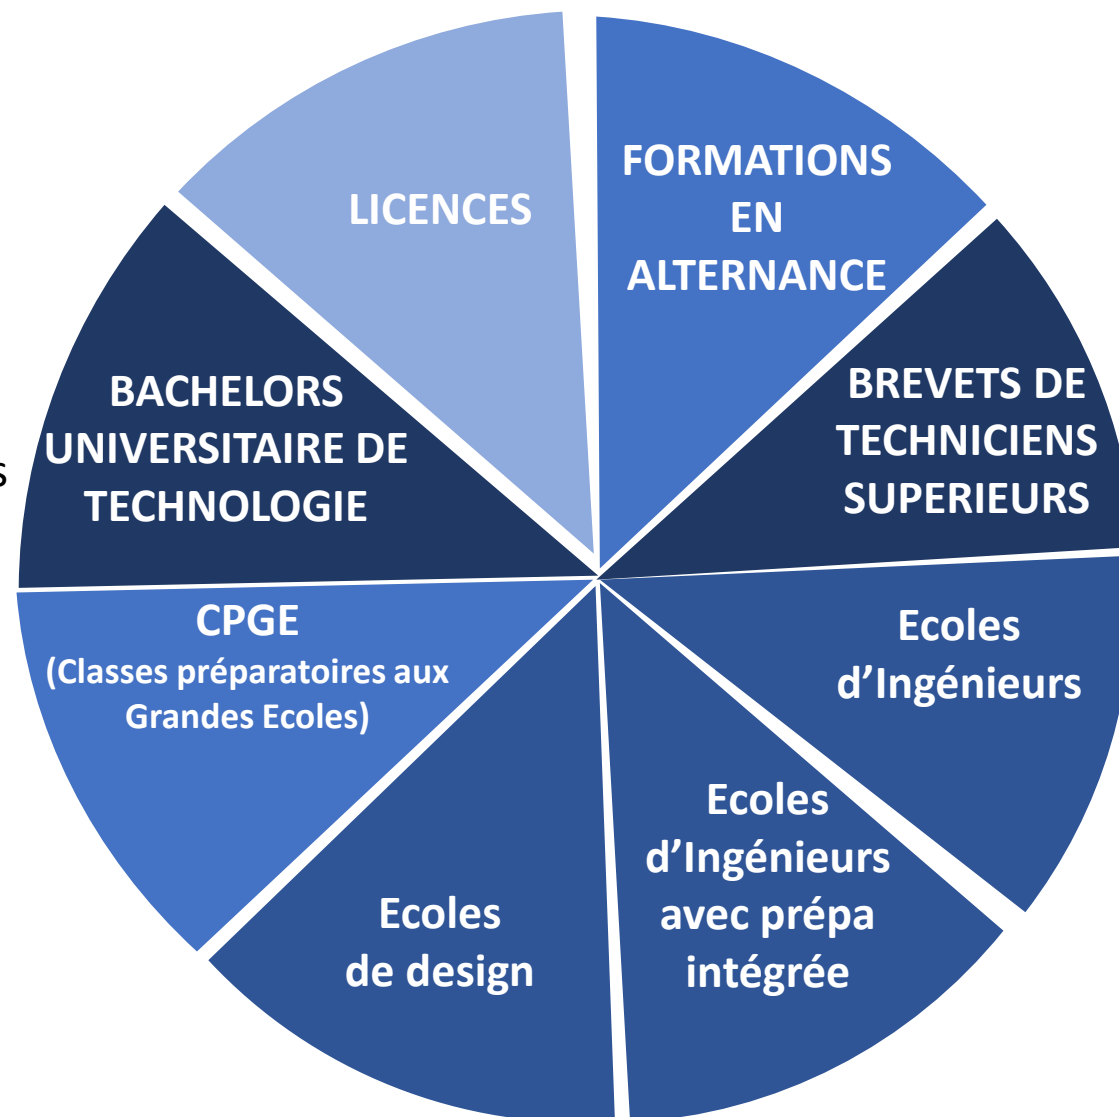 LICENCES
FORMATIONS
EN
ALTERNANCE
BREVETS DE
TECHNICIENS
SUPERIEURS
Ecoles
d’Ingénieurs
Ecoles
d’Ingénieurs
avec prépa
intégrée
Ecoles
de design
CPGE
(Classes préparatoires aux
Grandes Ecoles)
BACHELORS
UNIVERSITAIRE DE
TECHNOLOGIE
s